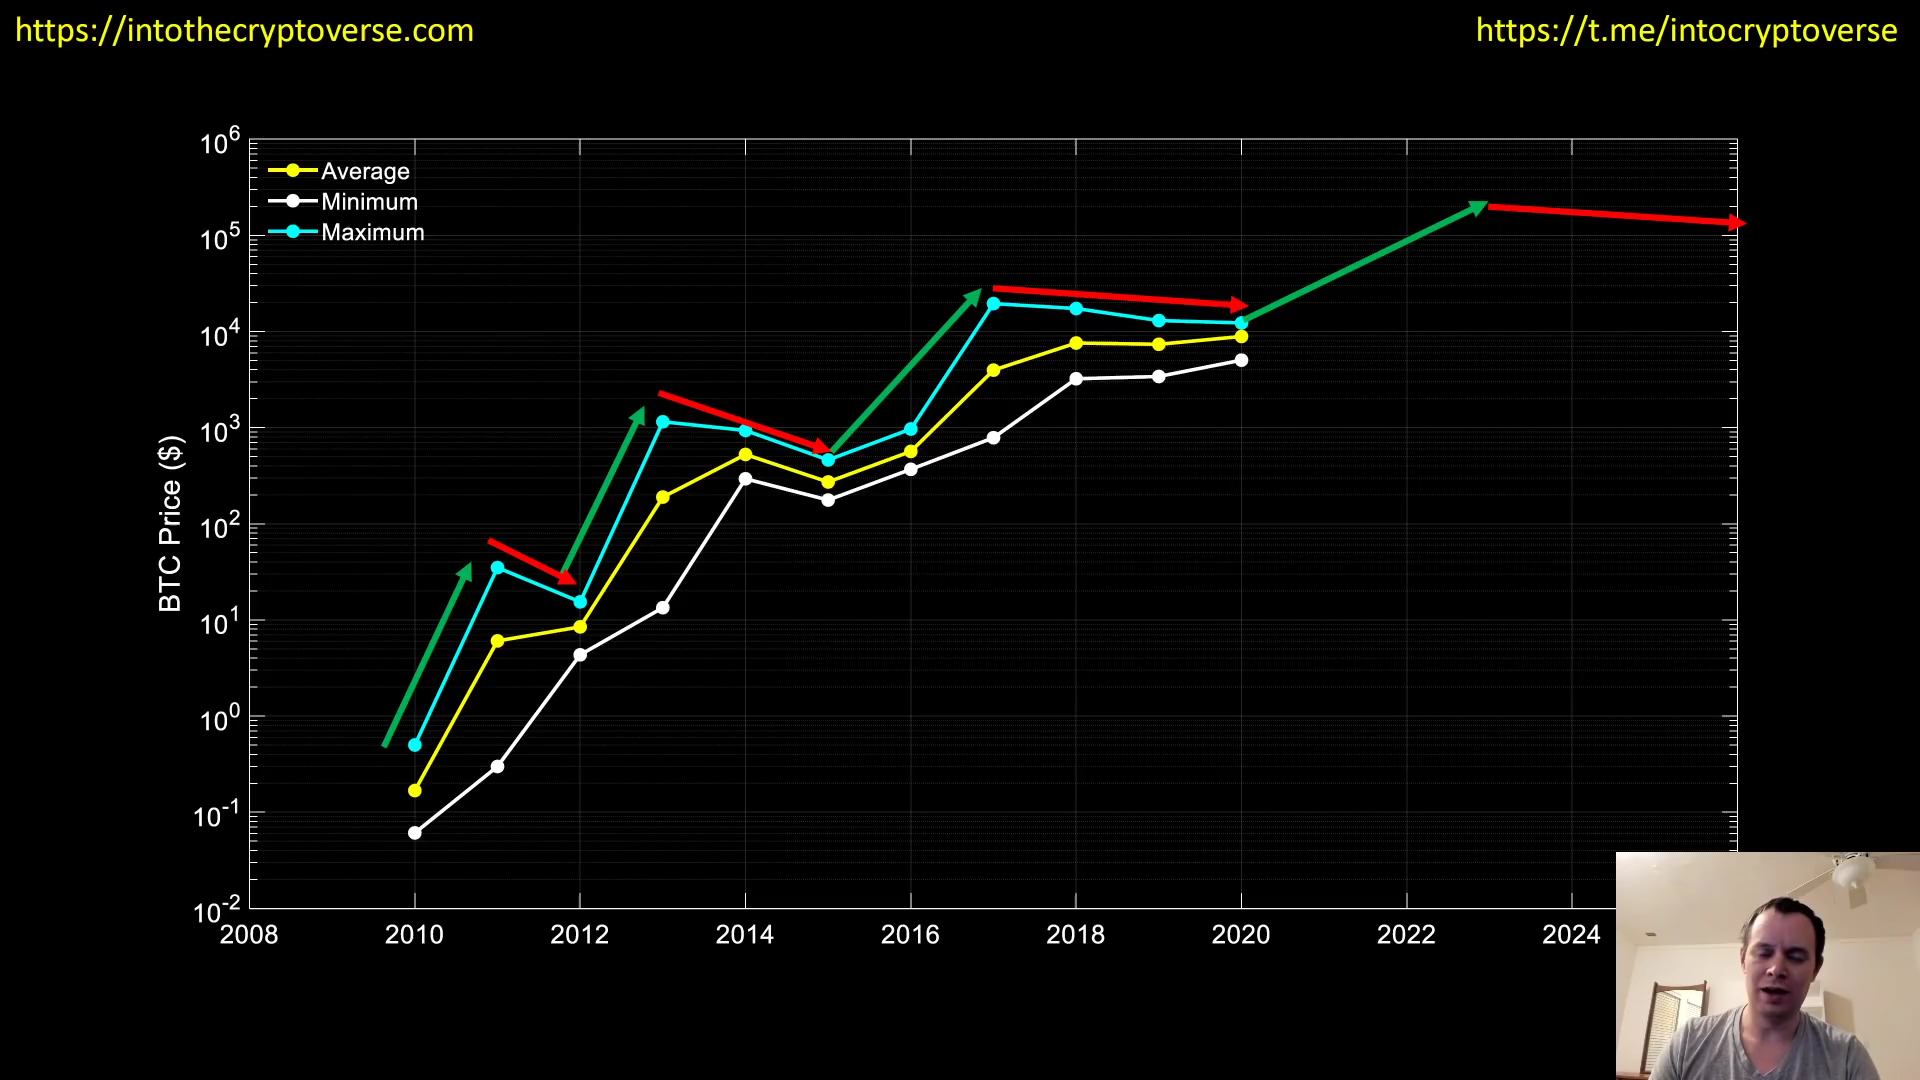 https://intothecryptoverse.com
https://t.me/intocryptoverse
10^6
Average
Minimum
Maximum
10^5
10^4
10^3
10^2
10^1
10^0
10^-1
10^-2
BTC Price ($)
2008 2010 2012 2014 2016 2018 2020 2022 2024